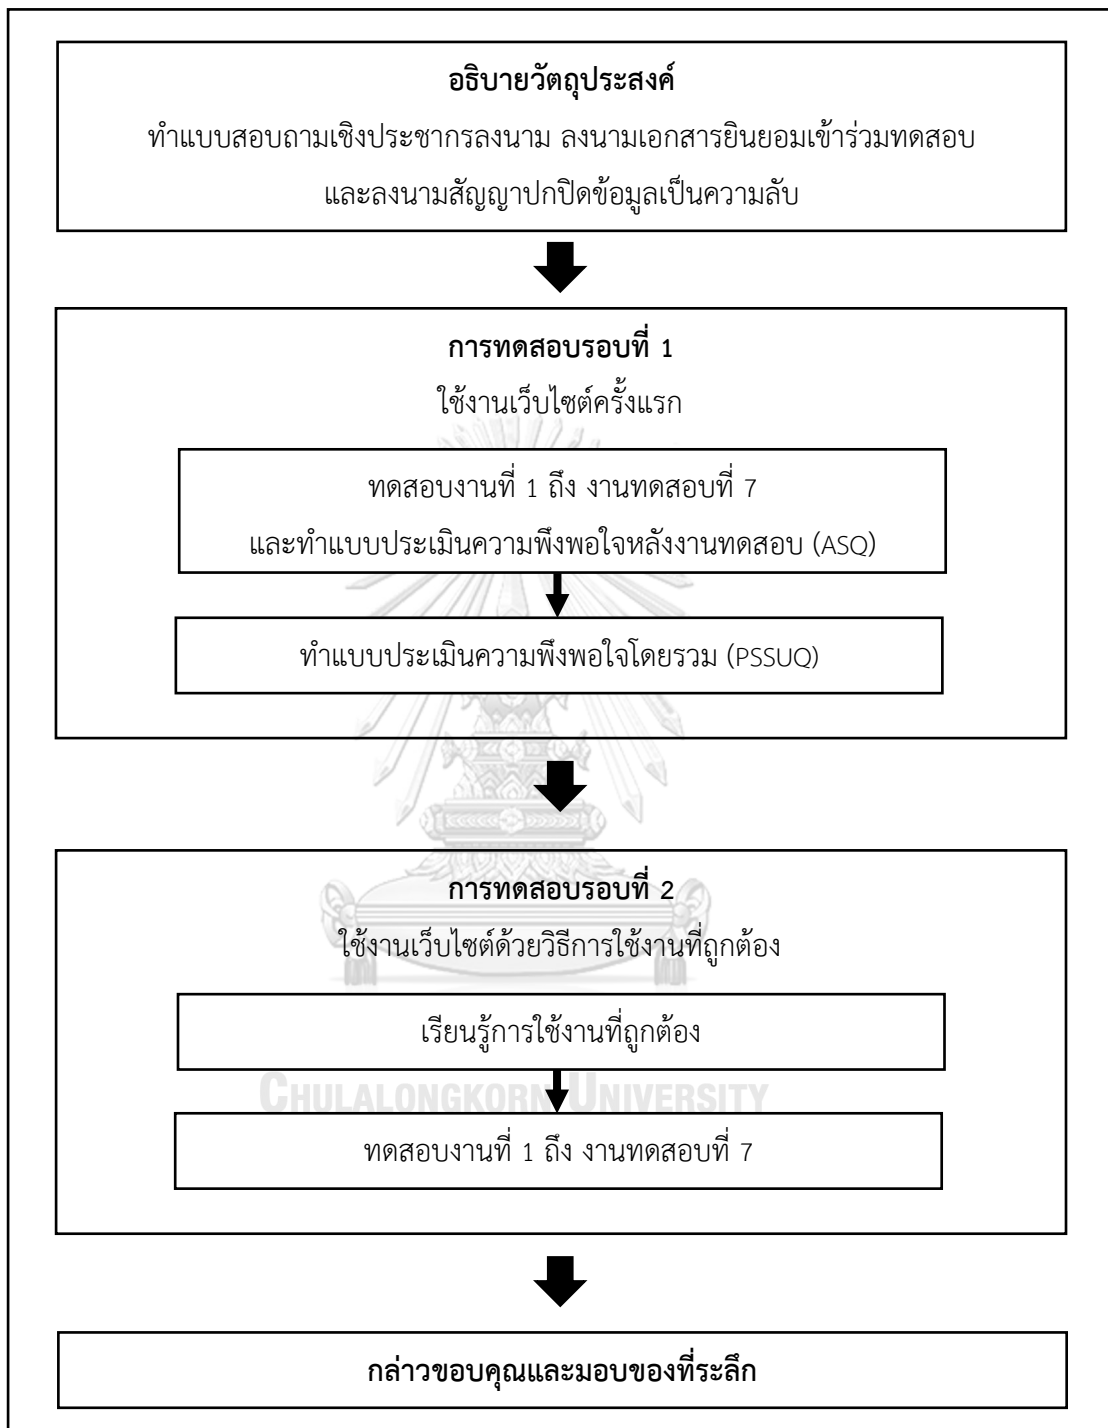 อธิบายวัตถุประสงค์
ทำแบบสอบถามเชิงประชากรลงนาม ลงนามเอกสารยินยอมเข้าร่วมทดสอบ
และลงนามสัญญาปกปิดข้อมูลเป็นความลับ
การทดสอบรอบที่ 1
ใช้งานเว็บไซต์ครั้งแรก
ทดสอบงานที่ 1 ถึง งานทดสอบที่ 7
และทำแบบประเมินความพึงพอใจหลังงานทดสอบ (ASQ)
ทำแบบประเมินความพึงพอใจโดยรวม (PSSUQ)
การทดสอบรอบที่ 2
ใช้งานเว็บไซต์ด้วยวิธีการใช้งานที่ถูกต้อง
เรียนรู้การใช้งานที่ถูกต้อง
CHULALONGKORN UNIVERSITY
ทดสอบงานที่ 1 ถึง งานทดสอบที่ 7
กล่าวขอบคุณและมอบของที่ระลึก